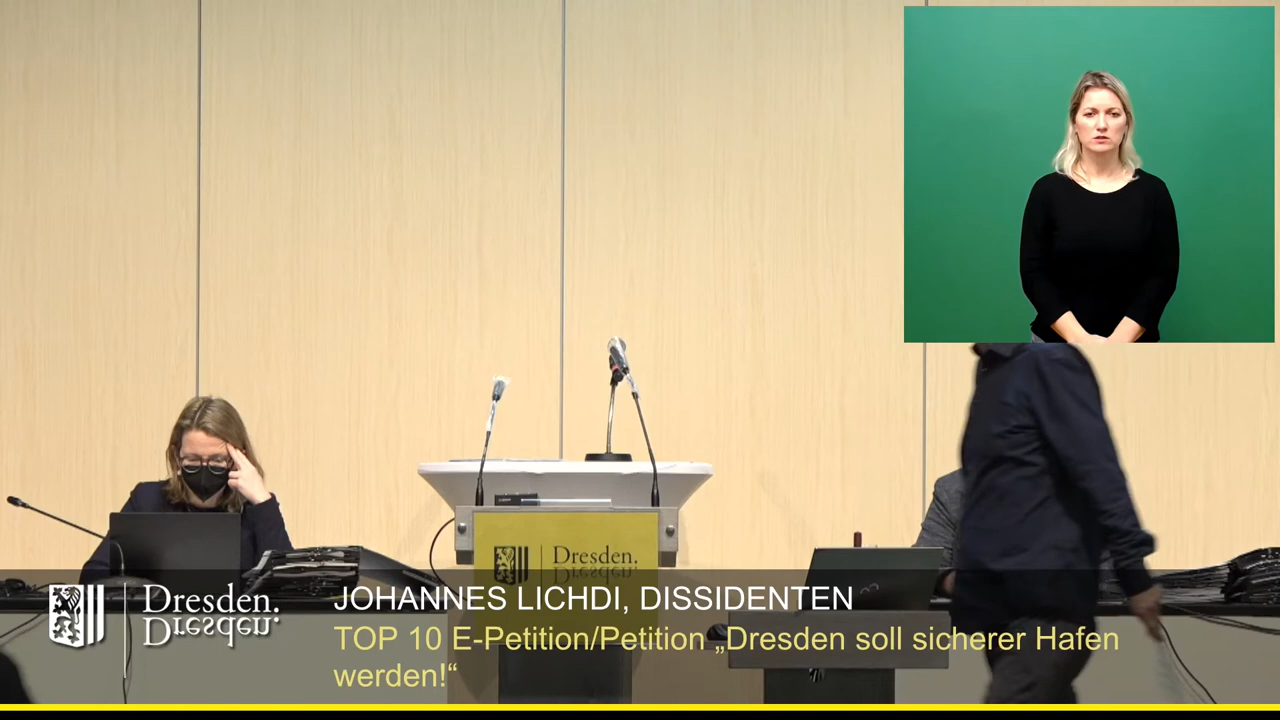 Dresden.
Dresden.
JOHANNES LICHDI, DISSIDENTEN
TOP 10 E-Petition/Petition „Dresden soll sicherer Hafen
werden!“